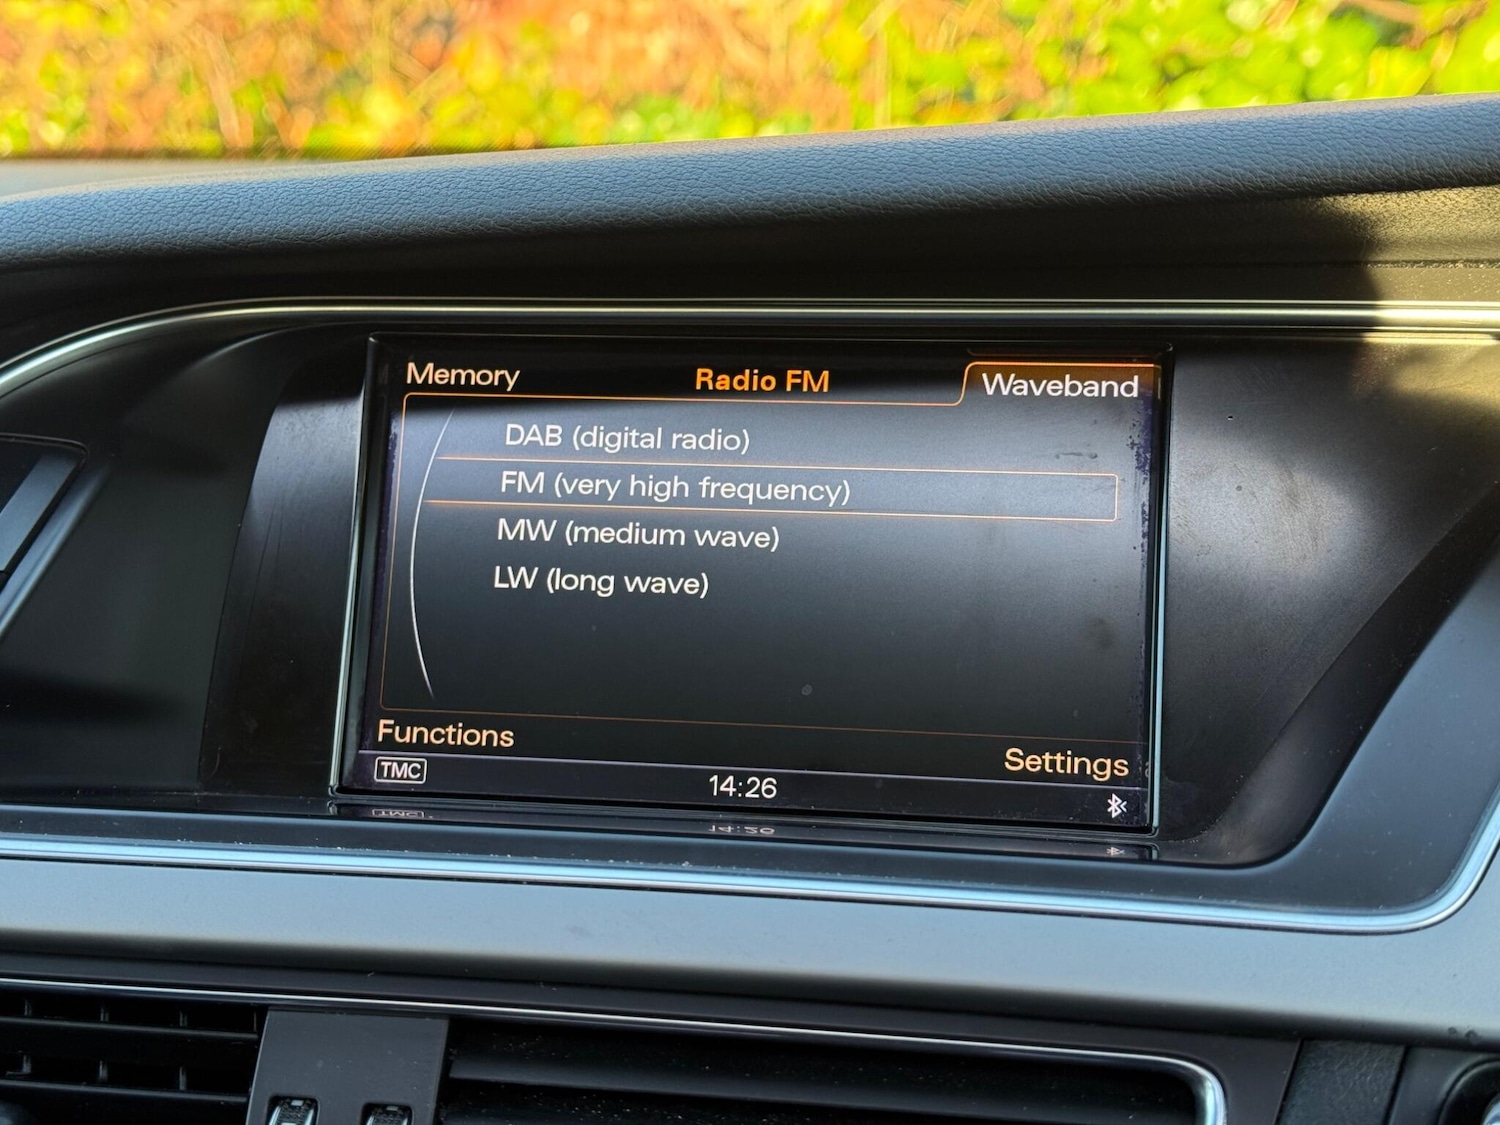 Memory
Radio FM
Waveband
DAB (digital radio)
FM (very high frequency)
MW (medium wave)
LW (long wave)
Functions
Settings
TMC
14:26